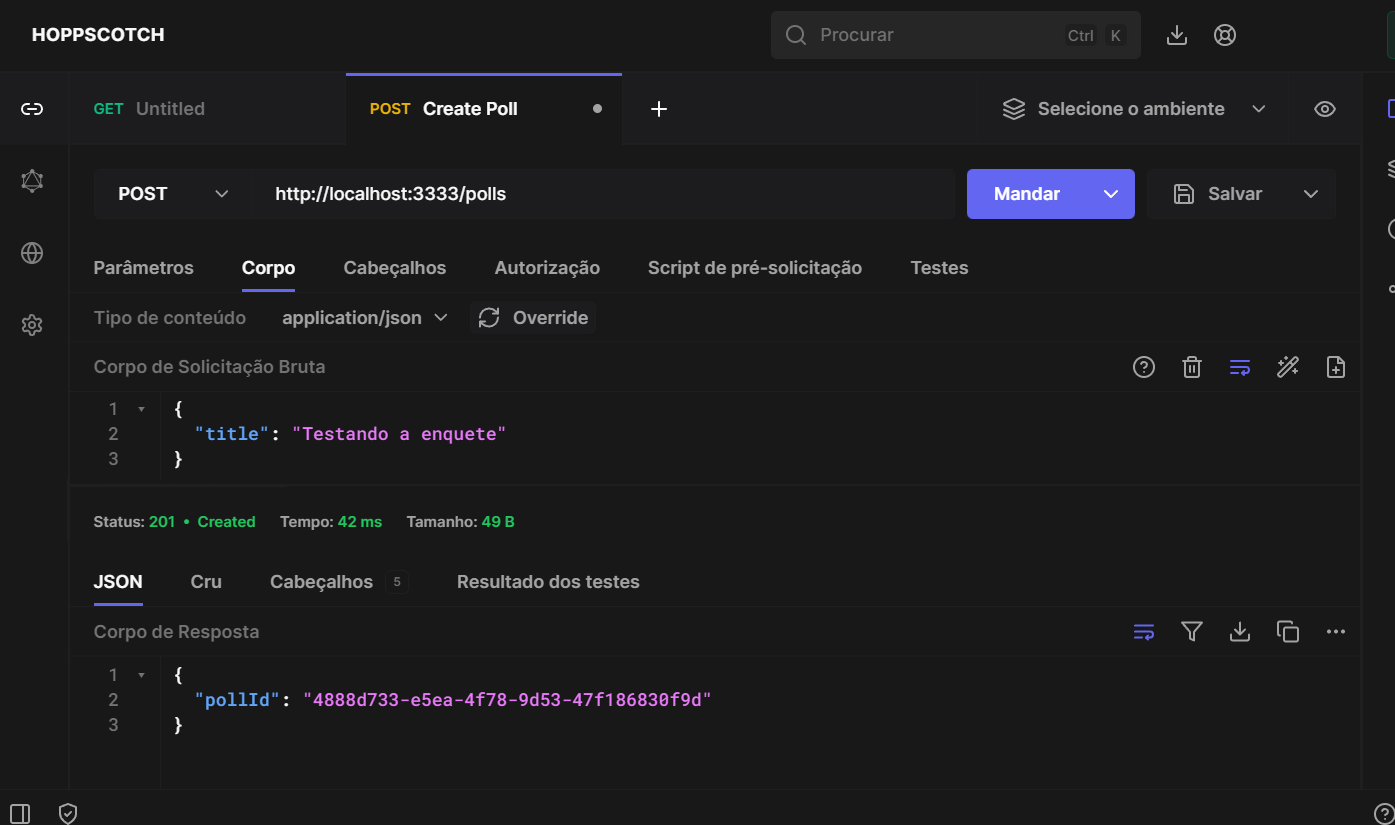 HOPPSCOTCH
Procurar Ctrl K
GET Untitled
POST Create Poll
Selecione o ambiente
POST http://localhost:3333/polls Mandar Salvar
Parâmetros Corpo Cabeçalhos Autorização Script de pré-solicitação Testes
Tipo de conteúdo application/json Override
Corpo de Solicitação Bruta
1 {
2 "title": "Testando a enquete"
3 }
Status: 201 • Created Tempo: 42 ms Tamanho: 49 B
JSON Cru Cabeçalhos 5 Resultado dos testes
Corpo de Resposta
1 {
2 "pollId": "4888d733-e5ea-4f78-9d53-47f186830f9d"
3 }